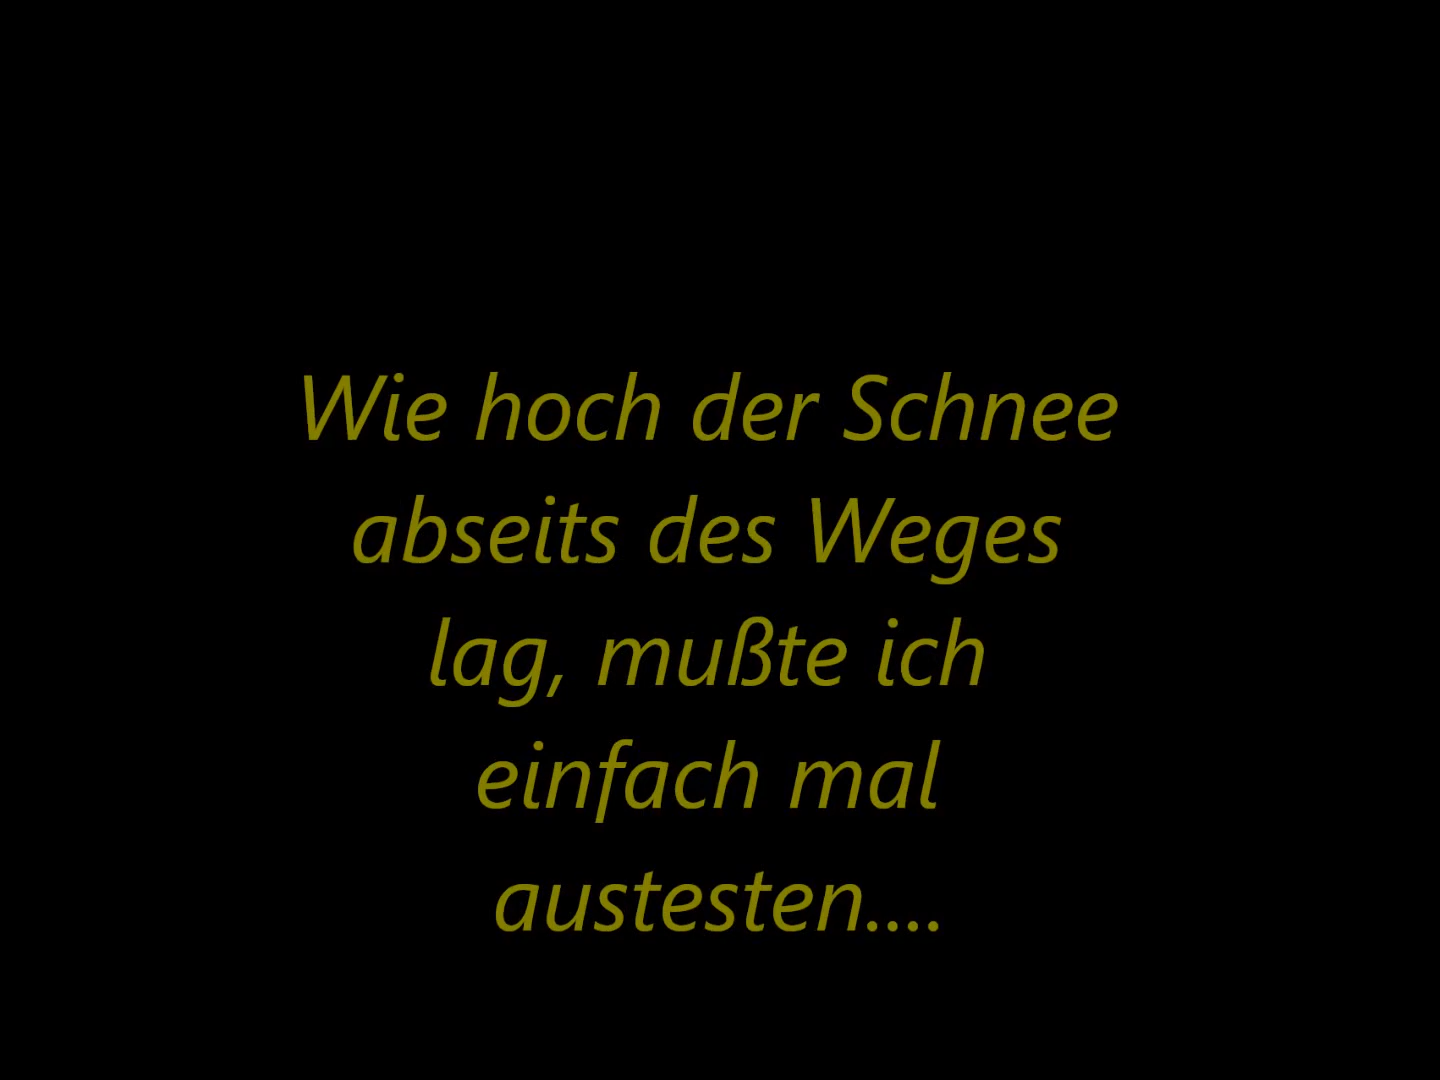 Wie hoch der Schnee
abseits des Weges
lag, mußte ich
einfach mal
austesten....